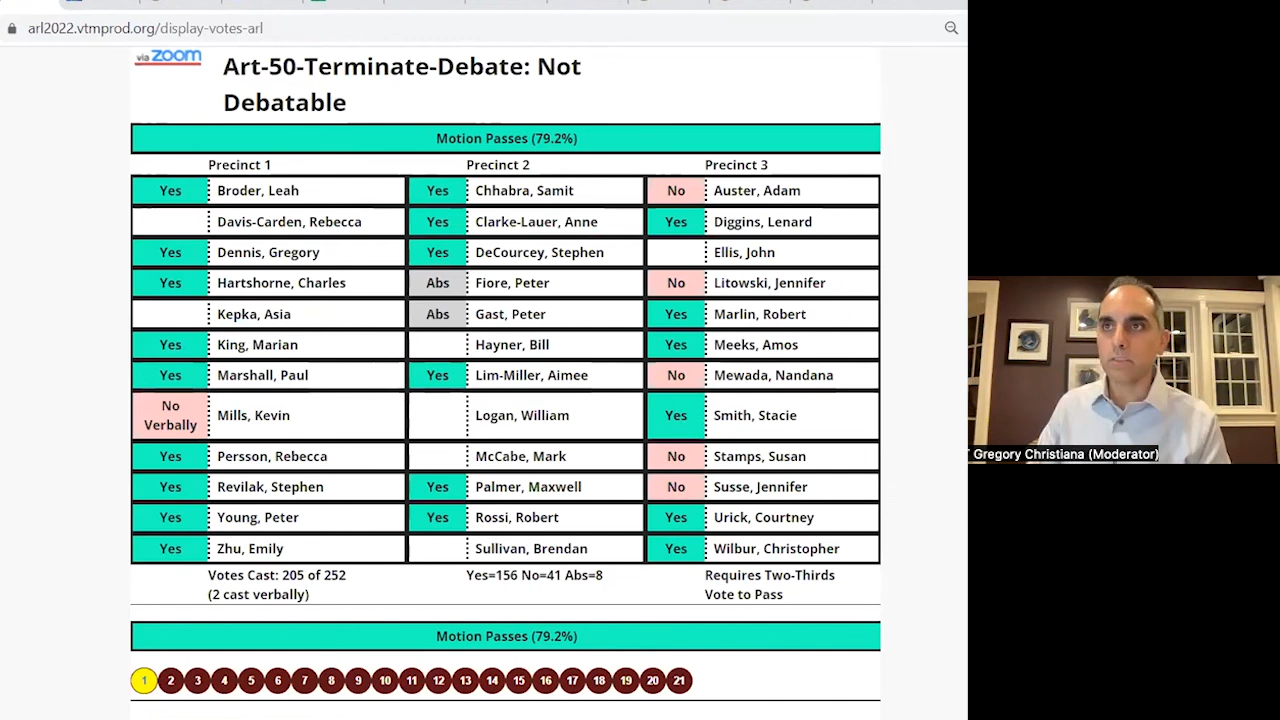 arl2022.vtmprod.org/display-votes-arl
via zoom
Art-50-Terminate-Debate: Not
Debatable
Motion Passes (79.2%)
Precinct 1 Precinct 2 Precinct 3
Yes Broder, Leah Yes Chhabra, Samit No Auster, Adam
Davis-Carden, Rebecca Yes Clarke-Lauer, Anne Yes Diggins, Lenard
Yes Dennis, Gregory Yes DeCourcey, Stephen Ellis, John
Yes Hartshorne, Charles Abs Fiore, Peter No Litowski, Jennifer
Kepka, Asia Abs Gast, Peter Yes Marlin, Robert
Yes King, Marian Hayner, Bill Yes Meeks, Amos
Yes Marshall, Paul Yes Lim-Miller, Aimee No Mewada, Nandana
No
Verbally Mills, Kevin Logan, William Yes Smith, Stacie
Yes Persson, Rebecca McCabe, Mark No Stamps, Susan
Yes Revilak, Stephen Yes Palmer, Maxwell No Susse, Jennifer
Yes Young, Peter Yes Rossi, Robert Yes Urick, Courtney
Yes Zhu, Emily Sullivan, Brendan Yes Wilbur, Christopher
Votes Cast: 205 of 252 Yes=156 No=41 Abs=8 Requires Two-Thirds
(2 cast verbally) Vote to Pass
Motion Passes (79.2%)
1 2 3 4 5 6 7 8 9 10 11 12 13 14 15 16 17 18 19 20 21
Gregory Christiana (Moderator)